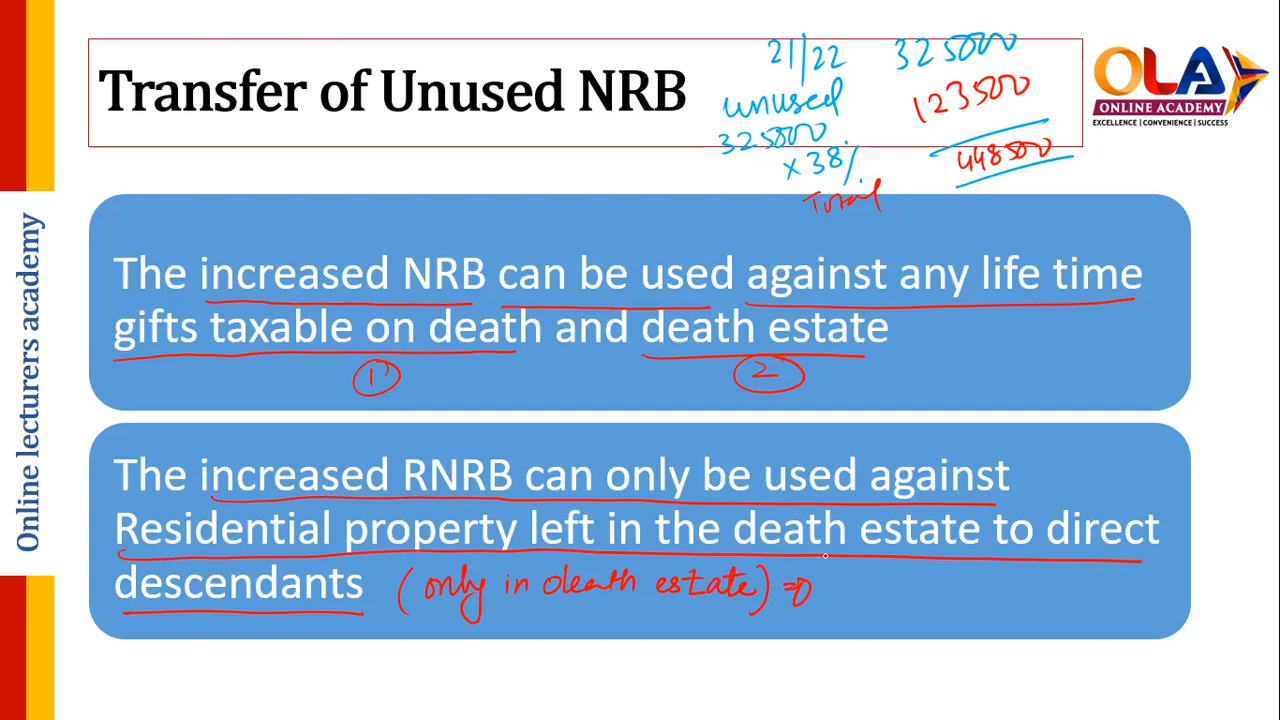 Online lecturers academy
Transfer of Unused NRB
21/22
unused
325000
x 38%
Total
325000
123500
448500
OLA
ONLINE ACADEMY
EXCELLENCE | CONVENIENCE | SUCCESS
The increased NRB can be used against any life time
gifts taxable on death and death estate
1
2
The increased RNRB can only be used against
Residential property left in the death estate to direct
descendants (only in death estate) ⇒